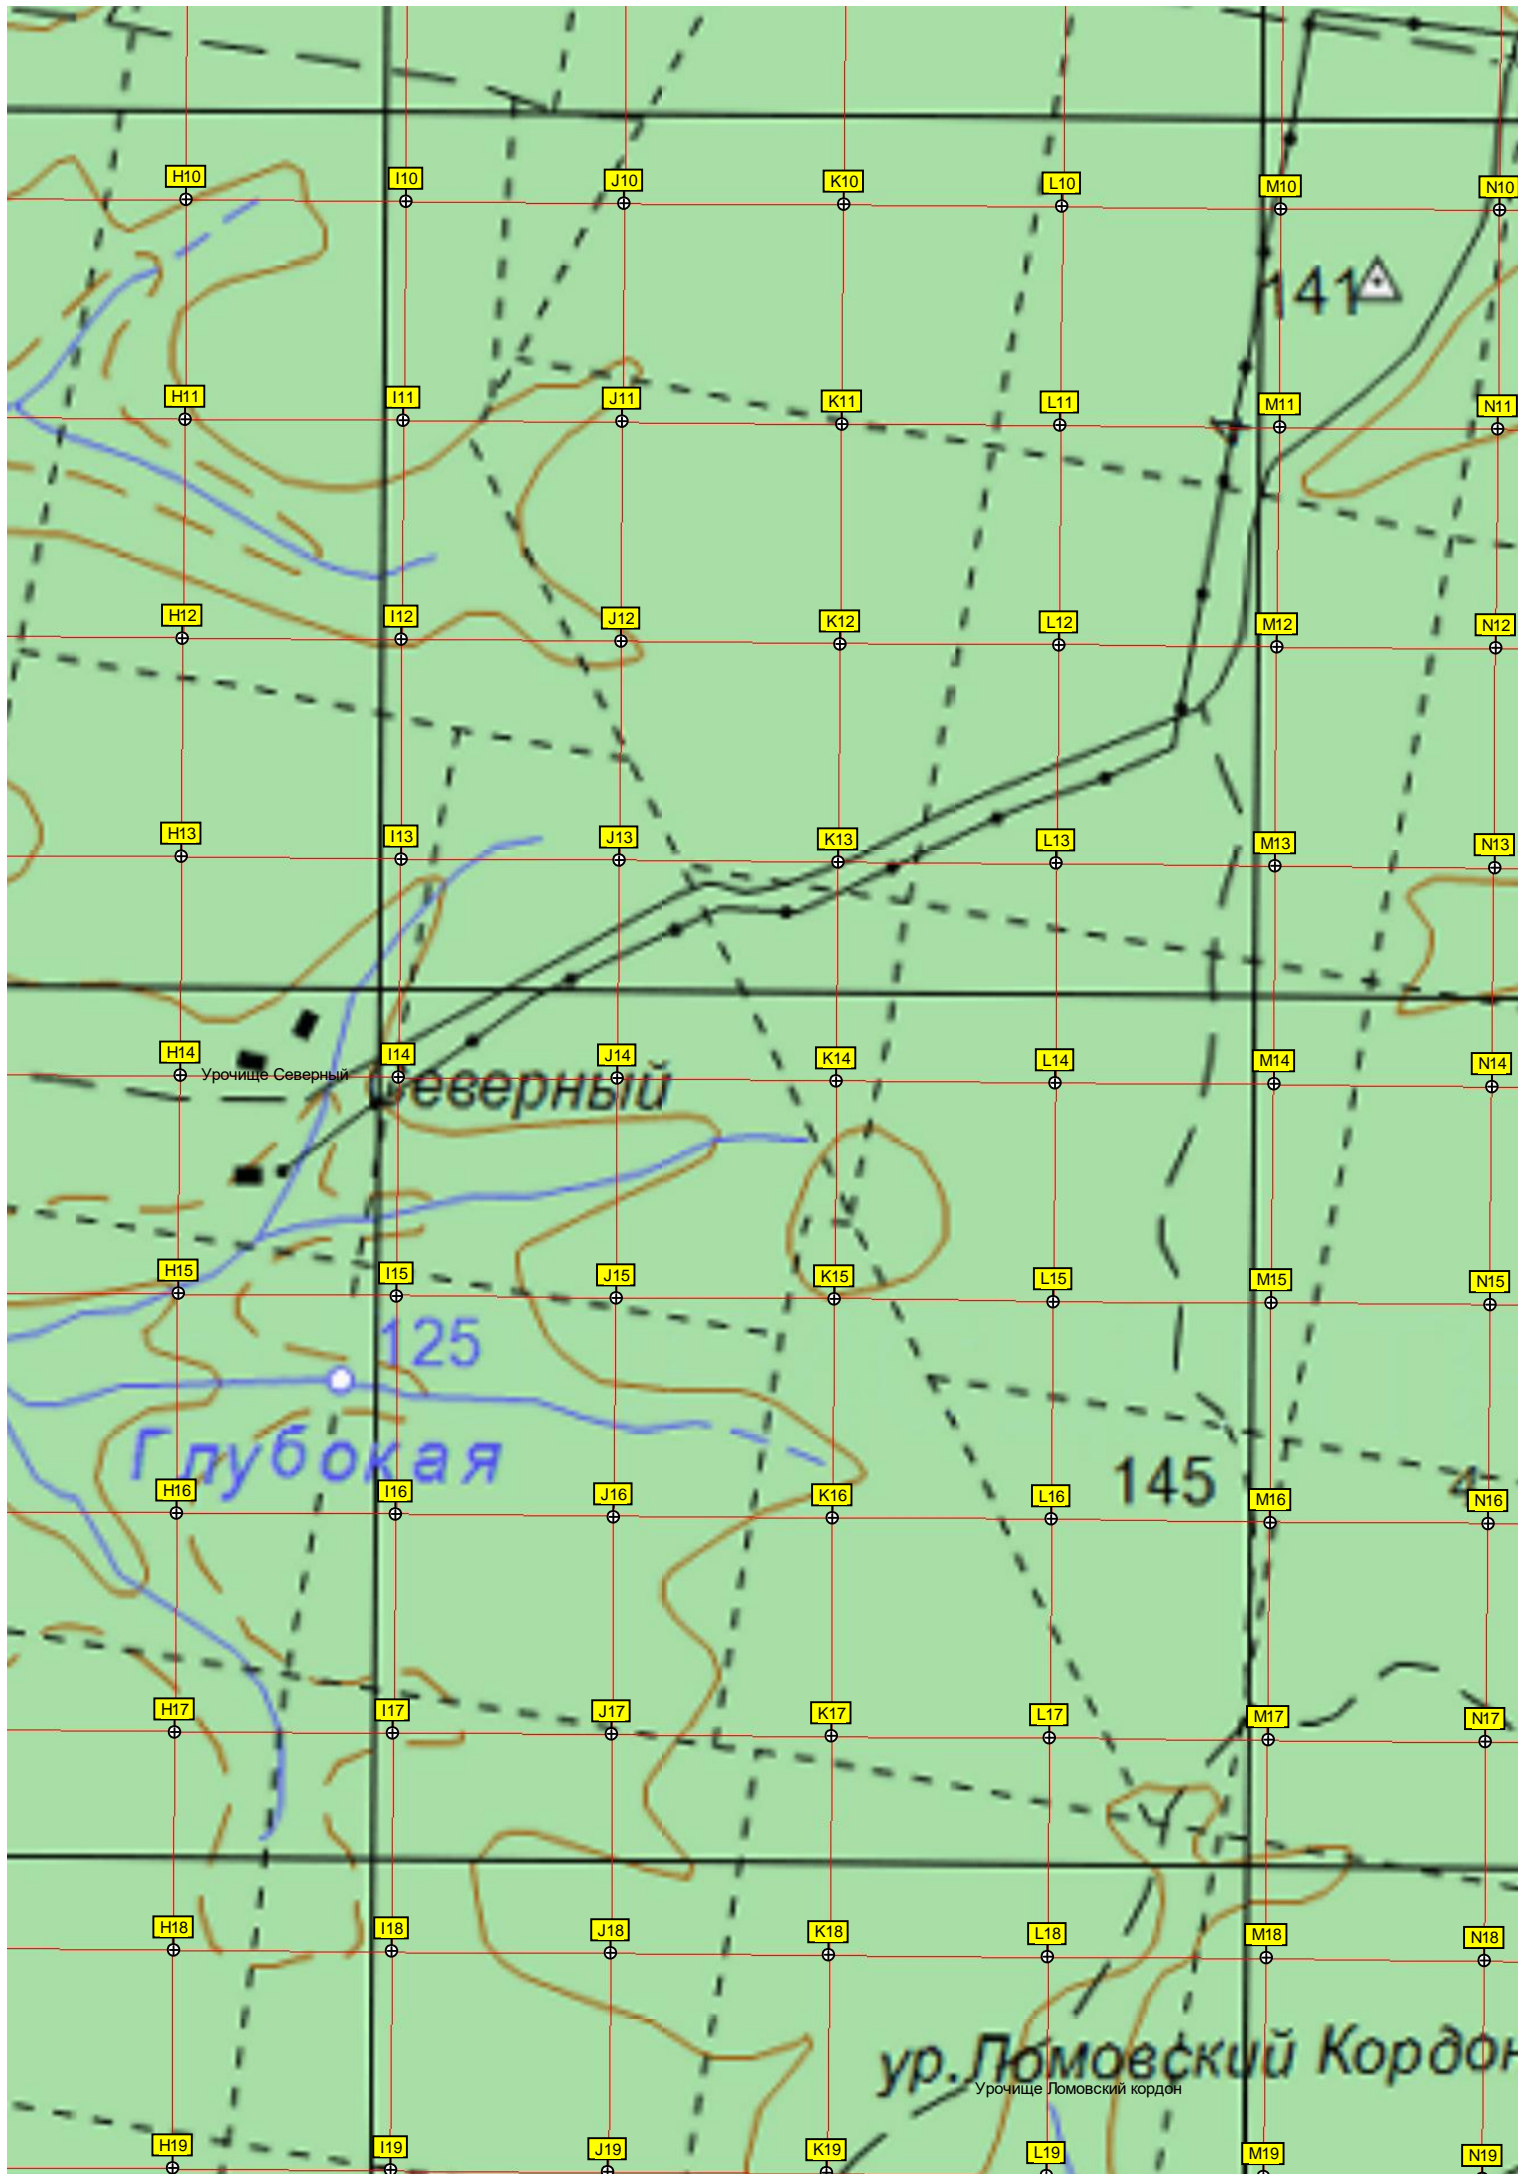 H10 I10 J10 K10 L10 M10 N10
141
H11 I11 J11 K11 L11 M11 N11
H12 I12 J12 K12 L12 M12 N12
H13 I13 J13 K13 L13 M13 N13
H14 I14 J14 K14 L14 M14 N14
Урочище Северный
Северный
H15 I15 J15 K15 L15 M15 N15
125
Глубокая
145
4
H16 I16 J16 K16 L16 M16 N16
H17 I17 J17 K17 L17 M17 N17
H18 I18 J18 K18 L18 M18 N18
ур.Ломовский Кордон
Урочище Ломовский кордон
H19 I19 J19 K19 L19 M19 N19